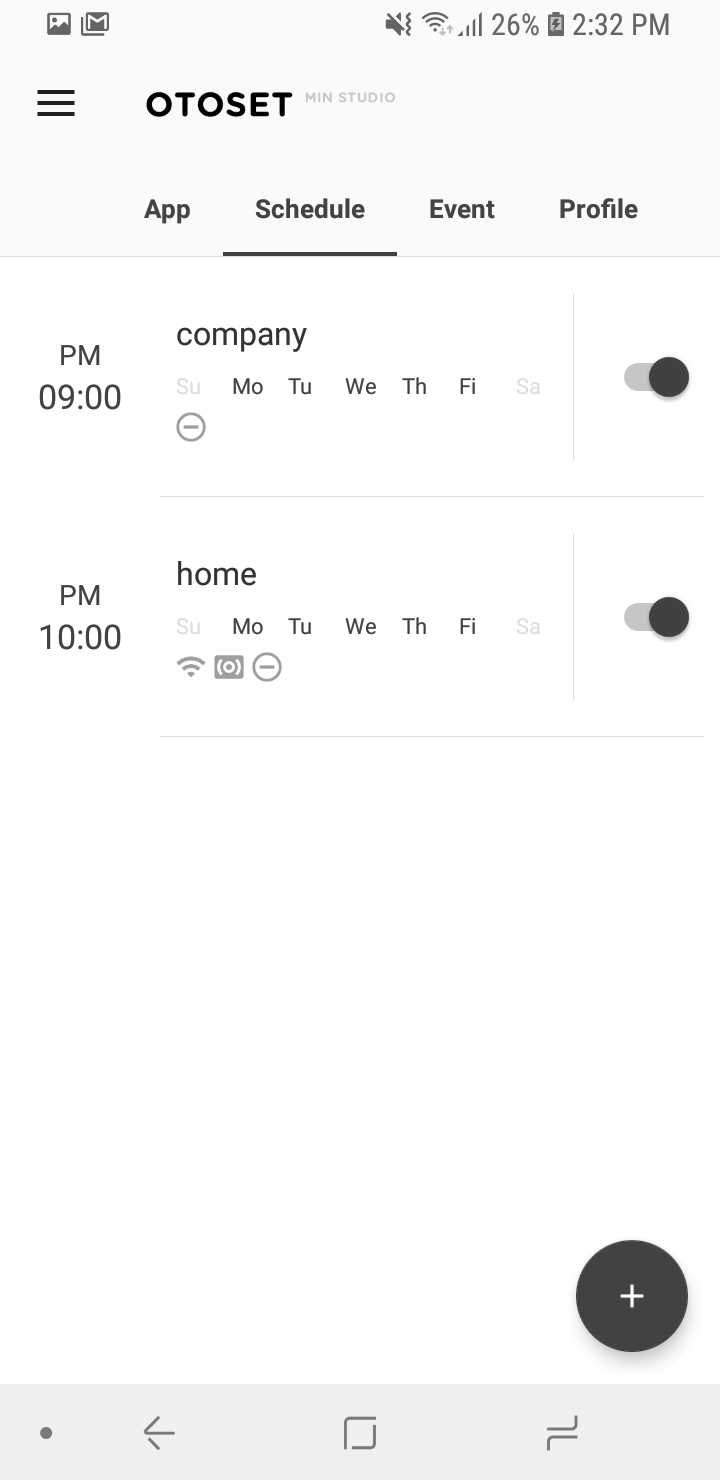 26% 2:32 PM
OTOSET MIN STUDIO
App Schedule Event Profile
PM
09:00
company
Su Mo Tu We Th Fi Sa
PM
10:00
home
Su Mo Tu We Th Fi Sa